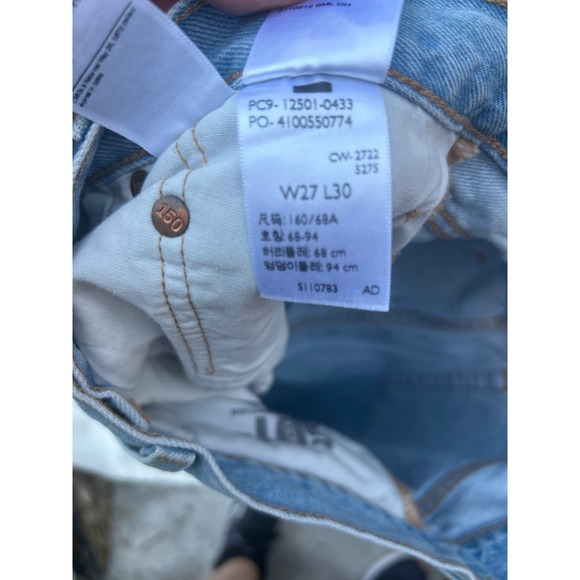 PC9- 12501-0433
PO- 4100550774
CW-2722
5275
W27 L30
尺码: 160/68A
호칭: 68-94
허리둘레: 68 cm
엉덩이둘레: 94 cm
S110783 AD
150
501